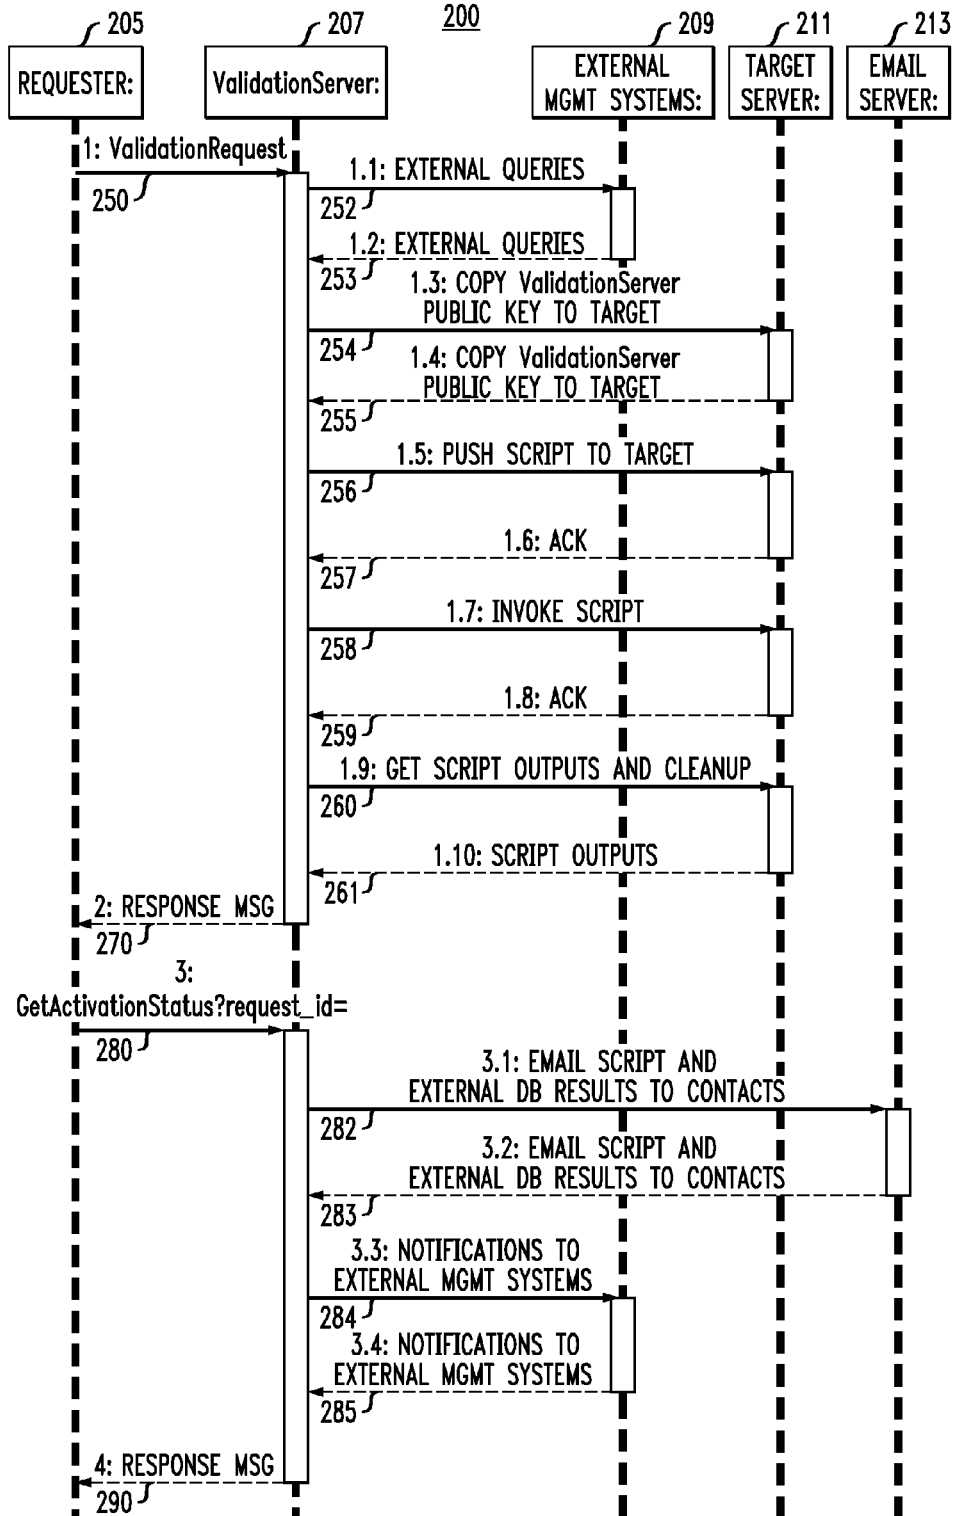 200
205
207
209
211
213
REQUESTER:
ValidationServer:
EXTERNAL
MGMT SYSTEMS:
TARGET
SERVER:
EMAIL
SERVER:
1: ValidationRequest
250
1.1: EXTERNAL QUERIES
252
1.2: EXTERNAL QUERIES
253
1.3: COPY ValidationServer
PUBLIC KEY TO TARGET
254
1.4: COPY ValidationServer
PUBLIC KEY TO TARGET
255
1.5: PUSH SCRIPT TO TARGET
256
1.6: ACK
257
1.7: INVOKE SCRIPT
258
1.8: ACK
259
1.9: GET SCRIPT OUTPUTS AND CLEANUP
260
1.10: SCRIPT OUTPUTS
261
2: RESPONSE MSG
270
3:
GetActivationStatus?request_id=
280
3.1: EMAIL SCRIPT AND
EXTERNAL DB RESULTS TO CONTACTS
282
3.2: EMAIL SCRIPT AND
EXTERNAL DB RESULTS TO CONTACTS
283
3.3: NOTIFICATIONS TO
EXTERNAL MGMT SYSTEMS
284
3.4: NOTIFICATIONS TO
EXTERNAL MGMT SYSTEMS
285
4: RESPONSE MSG
290